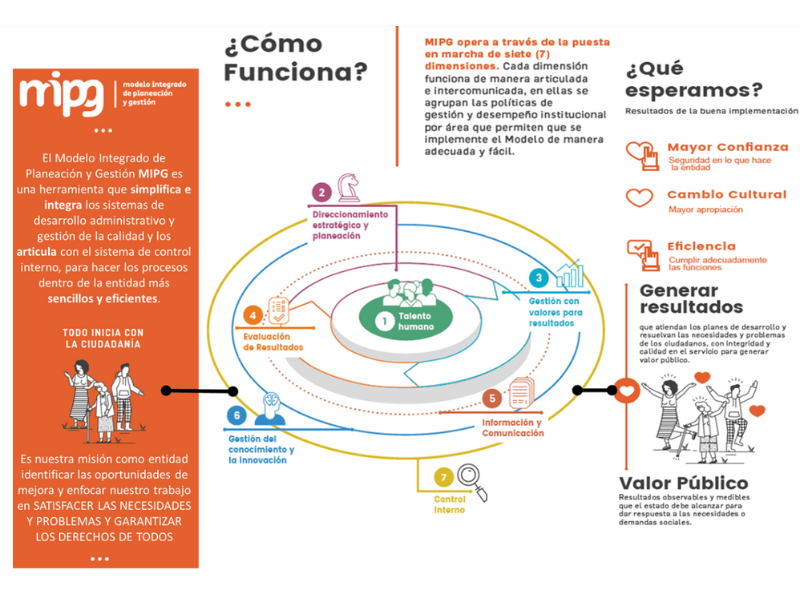 mipg
modelo integrado
de planeación
y gestión
El Modelo Integrado de
Planeación y Gestión MIPG es
una herramienta que simplifica e
integra los sistemas de
desarrollo administrativo y
gestión de la calidad y los
articula con el sistema de control
interno, para hacer los procesos
dentro de la entidad más
sencillos y eficientes.
TODO INICIA CON
LA CIUDADANÍA
Es nuestra misión como entidad
identificar las oportunidades de
mejora y enfocar nuestro trabajo
en SATISFACER LAS NECESIDADES
Y PROBLEMAS Y GARANTIZAR
LOS DERECHOS DE TODOS
¿Cómo
Funciona?
MIPG opera a través de la puesta
en marcha de siete (7)
dimensiones. Cada dimensión
funciona de manera articulada
e intercomunicada, en ellas se
agrupan las políticas de
gestión y desempeño institucional
por área que permiten que se
implemente el Modelo de manera
adecuada y fácil.
2
Direccionamiento
estratégico y
planeación
3
Gestión con
valores para
resultados
1
Talento
humano
4
Evaluación
de Resultados
5
Información y
Comunicación
6
Gestión del
conocimiento y
la innovación
7
Control
Interno
¿Qué
esperamos?
Resultados de la buena implementación
Mayor Confianza
Seguridad en lo que hace
la entidad
Cambio Cultural
Mayor apropiación
Eficiencia
Cumplir adecuadamente
las funciones
Generar
resultados
que atiendan los planes de desarrollo y
resuelvan las necesidades y problemas
de los ciudadanos, con integridad y
calidad en el servicio para generar
valor público.
Valor Público
Resultados observables y medibles
que el estado debe alcanzar para
dar respuesta a las necesidades o
demandas sociales.